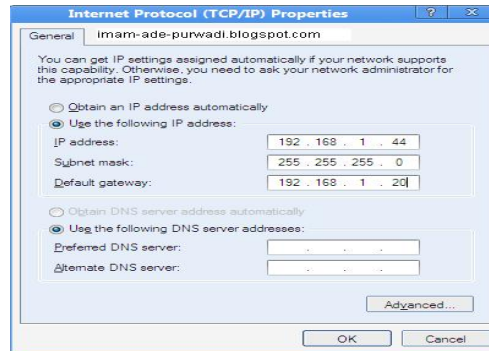 Internet Protocol (TCP/IP) Properties
General
imam-ade-purwadi.blogspot.com
You can get IP settings assigned automatically if your network supports
this capability. Otherwise, you need to ask your network administrator for
the appropriate IP settings.
Obtain an IP address automatically
Use the following IP address:
IP address: 192 . 168 . 1 . 44
Subnet mask: 255 . 255 . 255 . 0
Default gateway: 192 . 168 . 1 . 20
Obtain DNS server address automatically
Use the following DNS server addresses:
Preferred DNS server: . . .
Alternate DNS server: . . .
Advanced...
OK Cancel